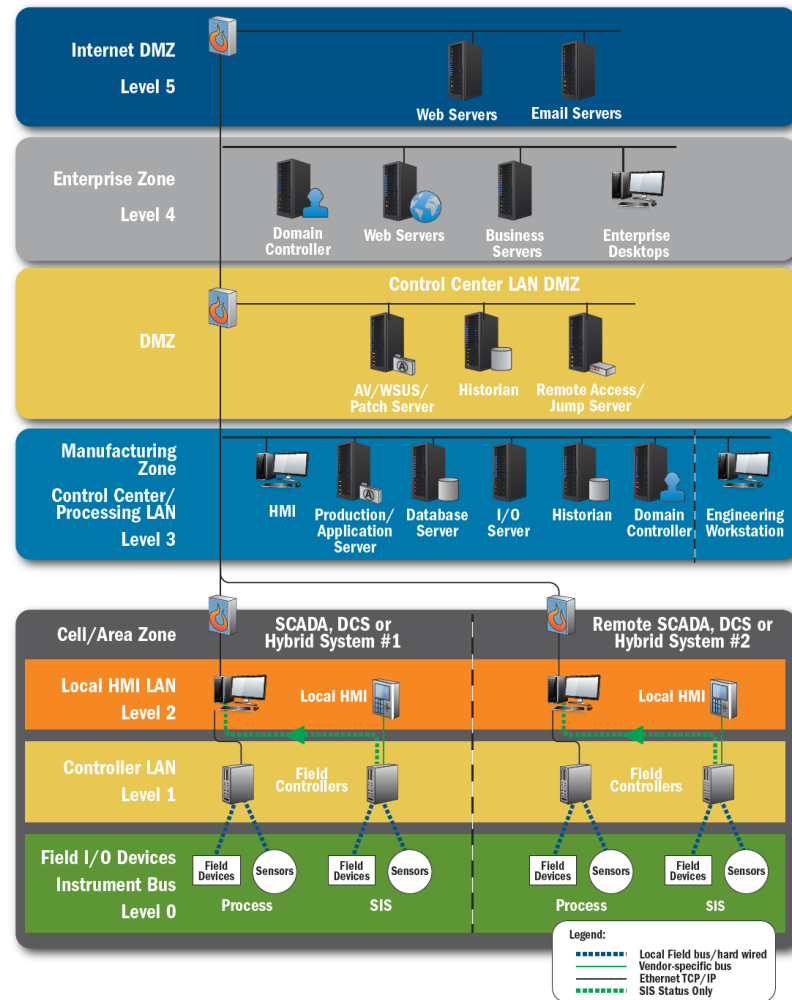 Internet DMZ
Level 5
Web Servers
Email Servers
Enterprise Zone
Level 4
Domain
Controller
Web Servers
Business
Servers
Enterprise
Desktops
Control Center LAN DMZ
DMZ
AV/WSUS/
Patch Server
Historian
Remote Access/
Jump Server
Manufacturing
Zone
Control Center/
Processing LAN
Level 3
HMI
Production/
Application
Server
Database
Server
I/O
Server
Historian
Domain
Controller
Engineering
Workstation
Cell/Area Zone
SCADA, DCS or
Hybrid System #1
Remote SCADA, DCS or
Hybrid System #2
Local HMI LAN
Level 2
Local HMI
Local HMI
Controller LAN
Level 1
Field
Controllers
Field
Controllers
Field I/O Devices
Instrument Bus
Level 0
Field
Devices
Sensors
Process
Field
Devices
Sensors
SIS
Field
Devices
Sensors
Process
Field
Devices
Sensors
SIS
Legend:
Local Field bus/hard wired
Vendor-specific bus
Ethernet TCP/IP
SIS Status Only